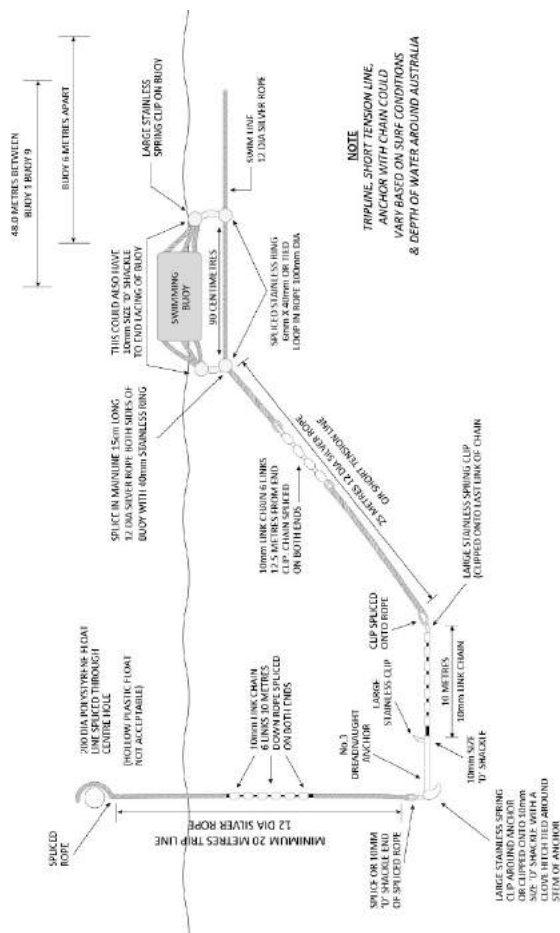 48.0 METRES BETWEEN
BUOY 1 BUOY 9
BUOY 6 METRES APART
LARGE STAINLESS
SPRING CLIP ON BUOY
THIS COULD ALSO HAVE
10mm SIZE 'D' SHACKLE
TO END LACING OF BUOY
SWIMMING
BUOY
90 CENTIMETRES
SWIM LINE
12 DIA SILVER ROPE
SPLICED STAINLESS RING
6mm X 40mm OR TIED
LOOP IN ROPE 100mm DIA
NOTE
TRIPLINE, SHORT TENSION LINE,
ANCHOR WITH CHAIN COULD
VARY BASED ON SURF CONDITIONS
& DEPTH OF WATER AROUND AUSTRALIA
SPLICE IN MAINLINE 15cm LONG
12 DIA SILVER ROPE BOTH SIDES OF
BUOY WITH 40mm STAINLESS RING
10mm LINK CHAIN 6 LINKS
12.5 METRES FROM END
CLIP. CHAIN SPLICED
ON BOTH ENDS
25 METRES 12 DIA SILVER ROPE
OR SHORT TENSION LINE
200 DIA POLYSTYRENE FLOAT
LINE SPLICED THROUGH
CENTRE HOLE
(HOLLOW PLASTIC FLOAT
NOT ACCEPTABLE)
SPLICED
ROPE
MINIMUM 20 METRES TRIP LINE
12 DIA SILVER ROPE
10mm LINK CHAIN
6 LINKS 10 METRES
DOWN ROPE SPLICED
ON BOTH ENDS
CLIP SPLICED
ONTO ROPE
LARGE STAINLESS SPRING CLIP
(CLIPPED ONTO LAST LINK OF CHAIN)
LARGE
STAINLESS CLIP
10 METRES
10mm LINK CHAIN
No.3
DREADNAUGHT
ANCHOR
10mm SIZE
'D' SHACKLE
SPLICE OR 10MM
'D' SHACKLE END
OF SPLICED ROPE
LARGE STAINLESS SPRING
CLIP AROUND ANCHOR
OR CLIPPED ONTO 10mm
SIZE 'D' SHACKLE WITH A
CLOVE HITCH TIED AROUND
STEM OF ANCHOR